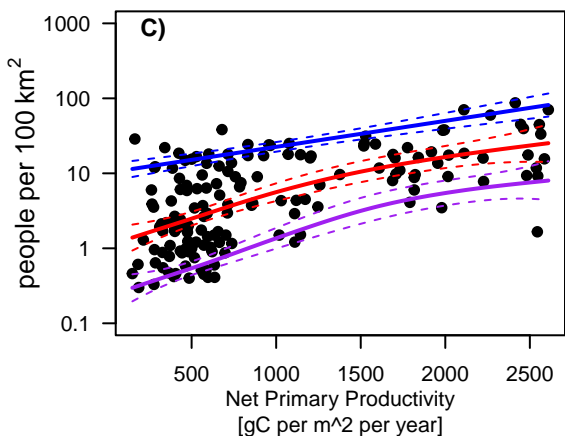 C)
1000
100
10
1
0.1
people per 100 km²
500 1000 1500 2000 2500
Net Primary Productivity
[gC per m^2 per year]